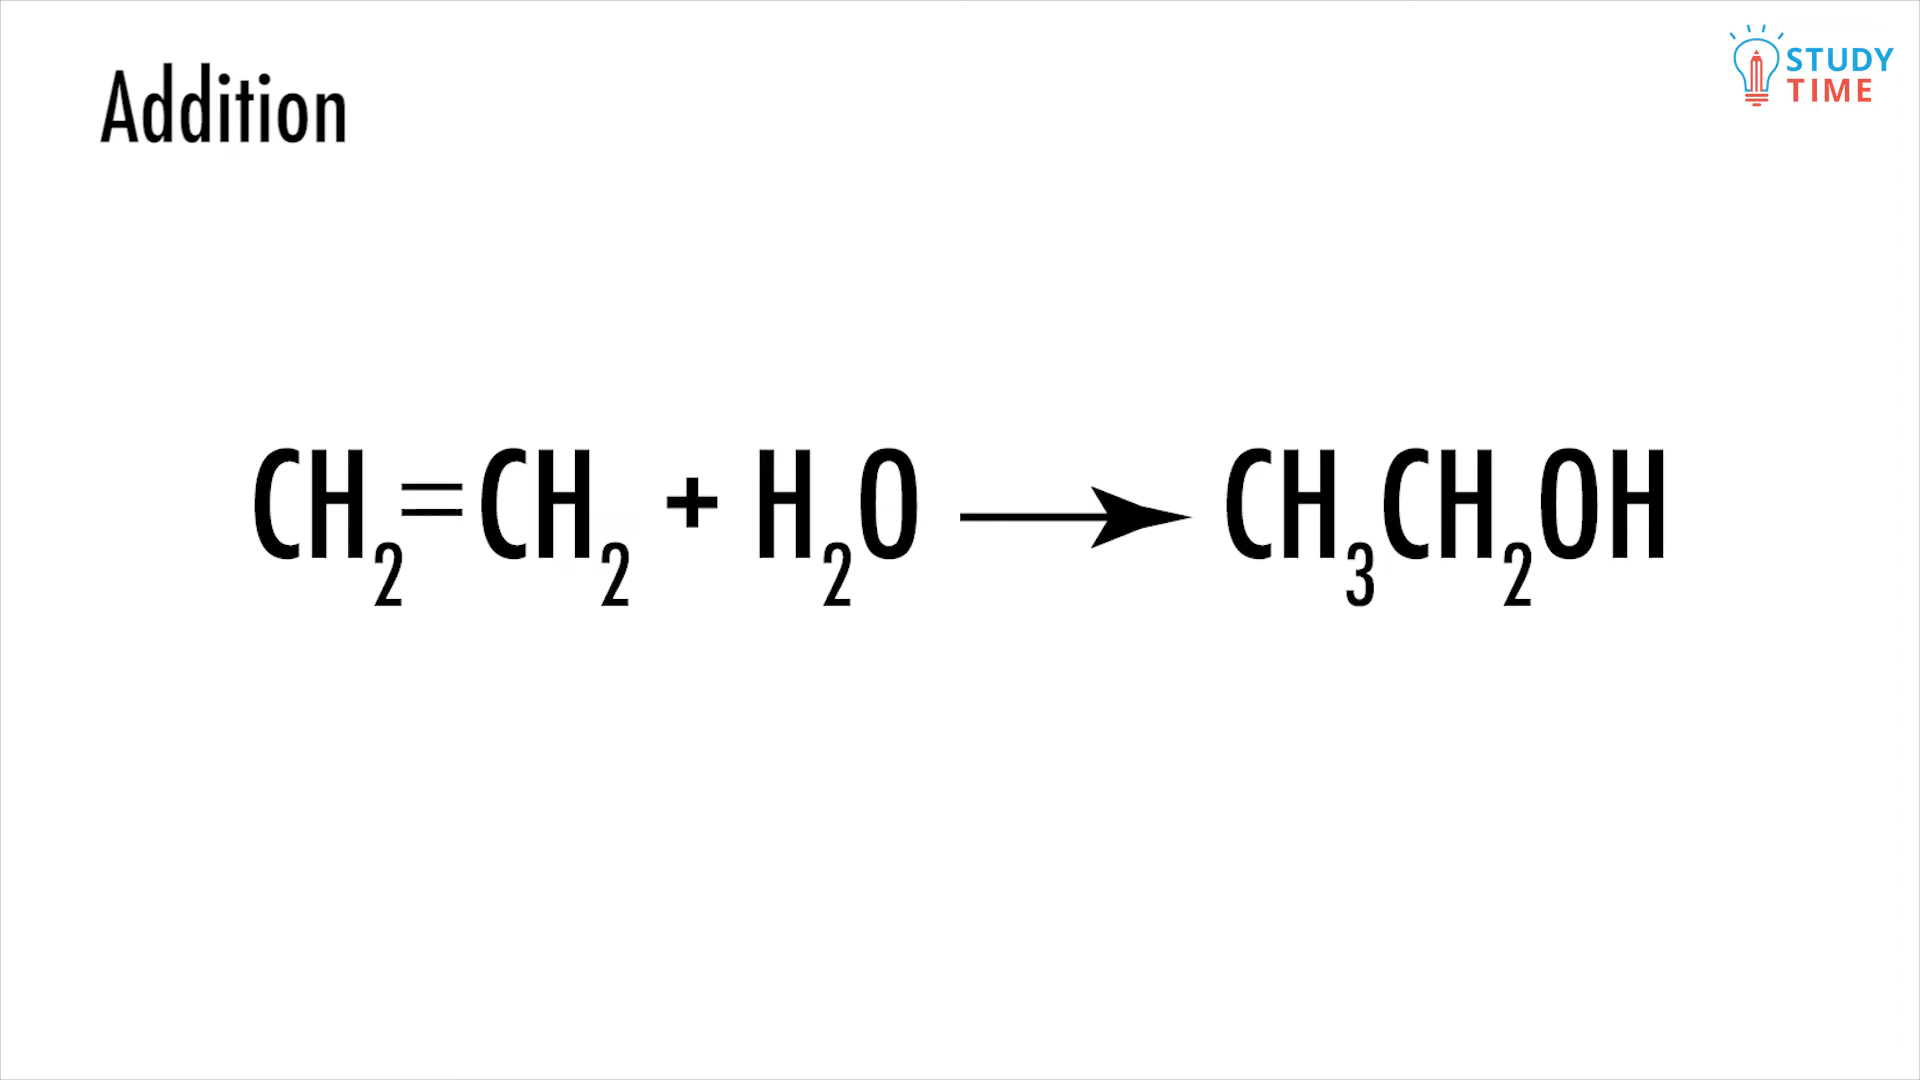 Addition
STUDY
TIME
CH₂=CH₂ + H₂O ⟶ CH₃CH₂OH